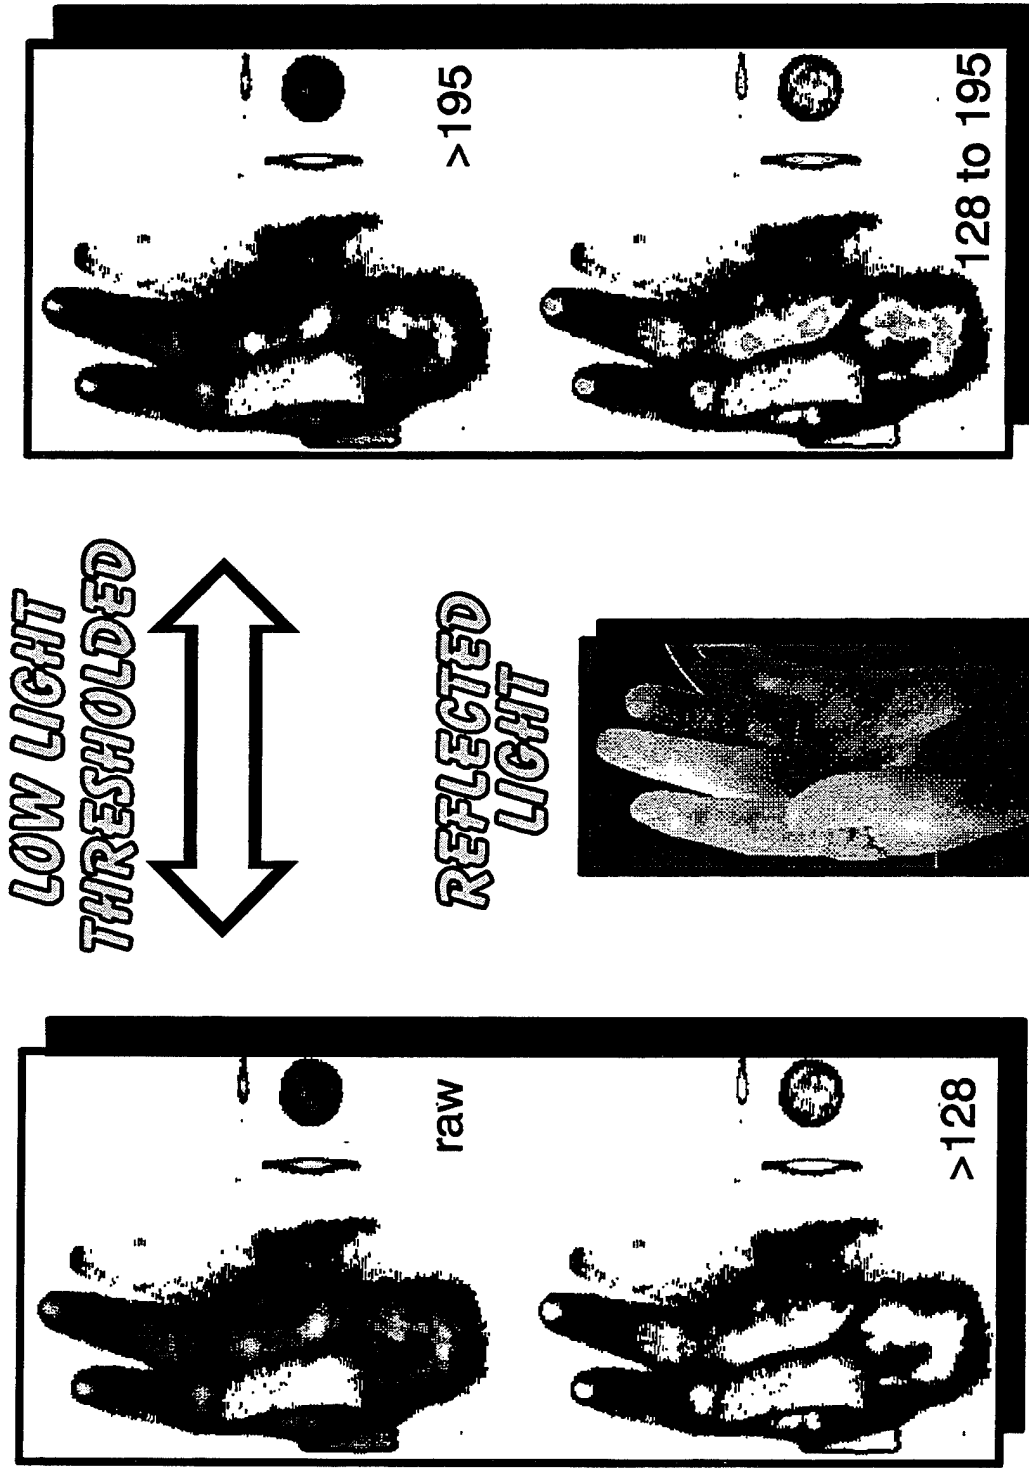 LOW LIGHT
THRESHOLDED
raw
>195
REFLECTED
LIGHT
>128
128 to 195